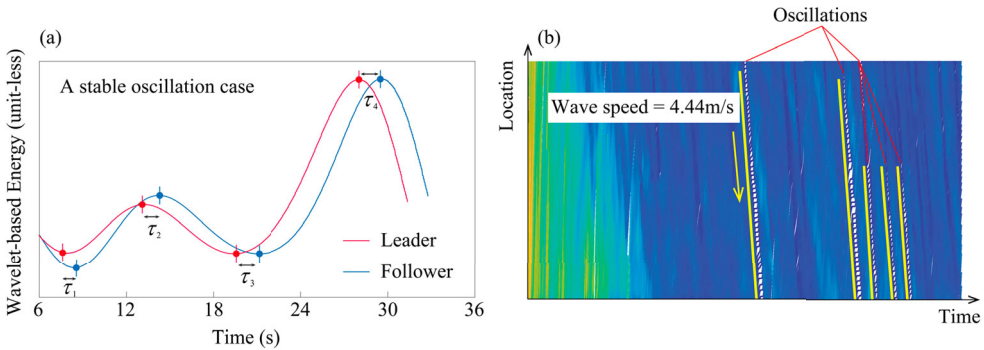 (a)
Wavelet-based Energy (unit-less)
A stable oscillation case
τ₁
τ₂
τ₃
τ₄
Leader
Follower
6 12 18 24 30 36
Time (s)
(b)
Oscillations
Location
Wave speed = 4.44m/s
Time